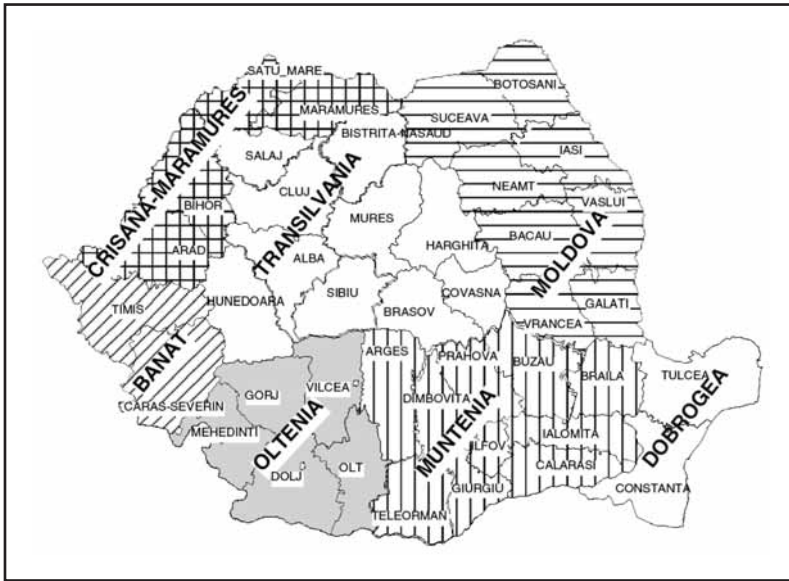 SATU_MARE
BOTOSANI
MARAMURES
SUCEAVA
BISTRITA-NASAUD
IASI
SALAJ
CRISANA-MARAMURES
TRANSILVANIA
CLUJ
NEAMT
VASLUI
BIHOR
MURES
BACAU
MOLDOVA
ARAD
HARGHITA
ALBA
HUNEDOARA
SIBIU
COVASNA
TIMIS
BRASOV
GALATI
VRANCEA
BANAT
ARGES
PRAHOVA
BUZAU
BRAILA
TULCEA
GORJ
VILCEA
DIMBOVITA
CARAS-SEVERIN
OLTENIA
MUNTENIA
DOBROGEA
MEHEDINTI
IALOMITA
ILFOV
DOLJ
OLT
CALARASI
GIURGIU
CONSTANTA
TELEORMAN